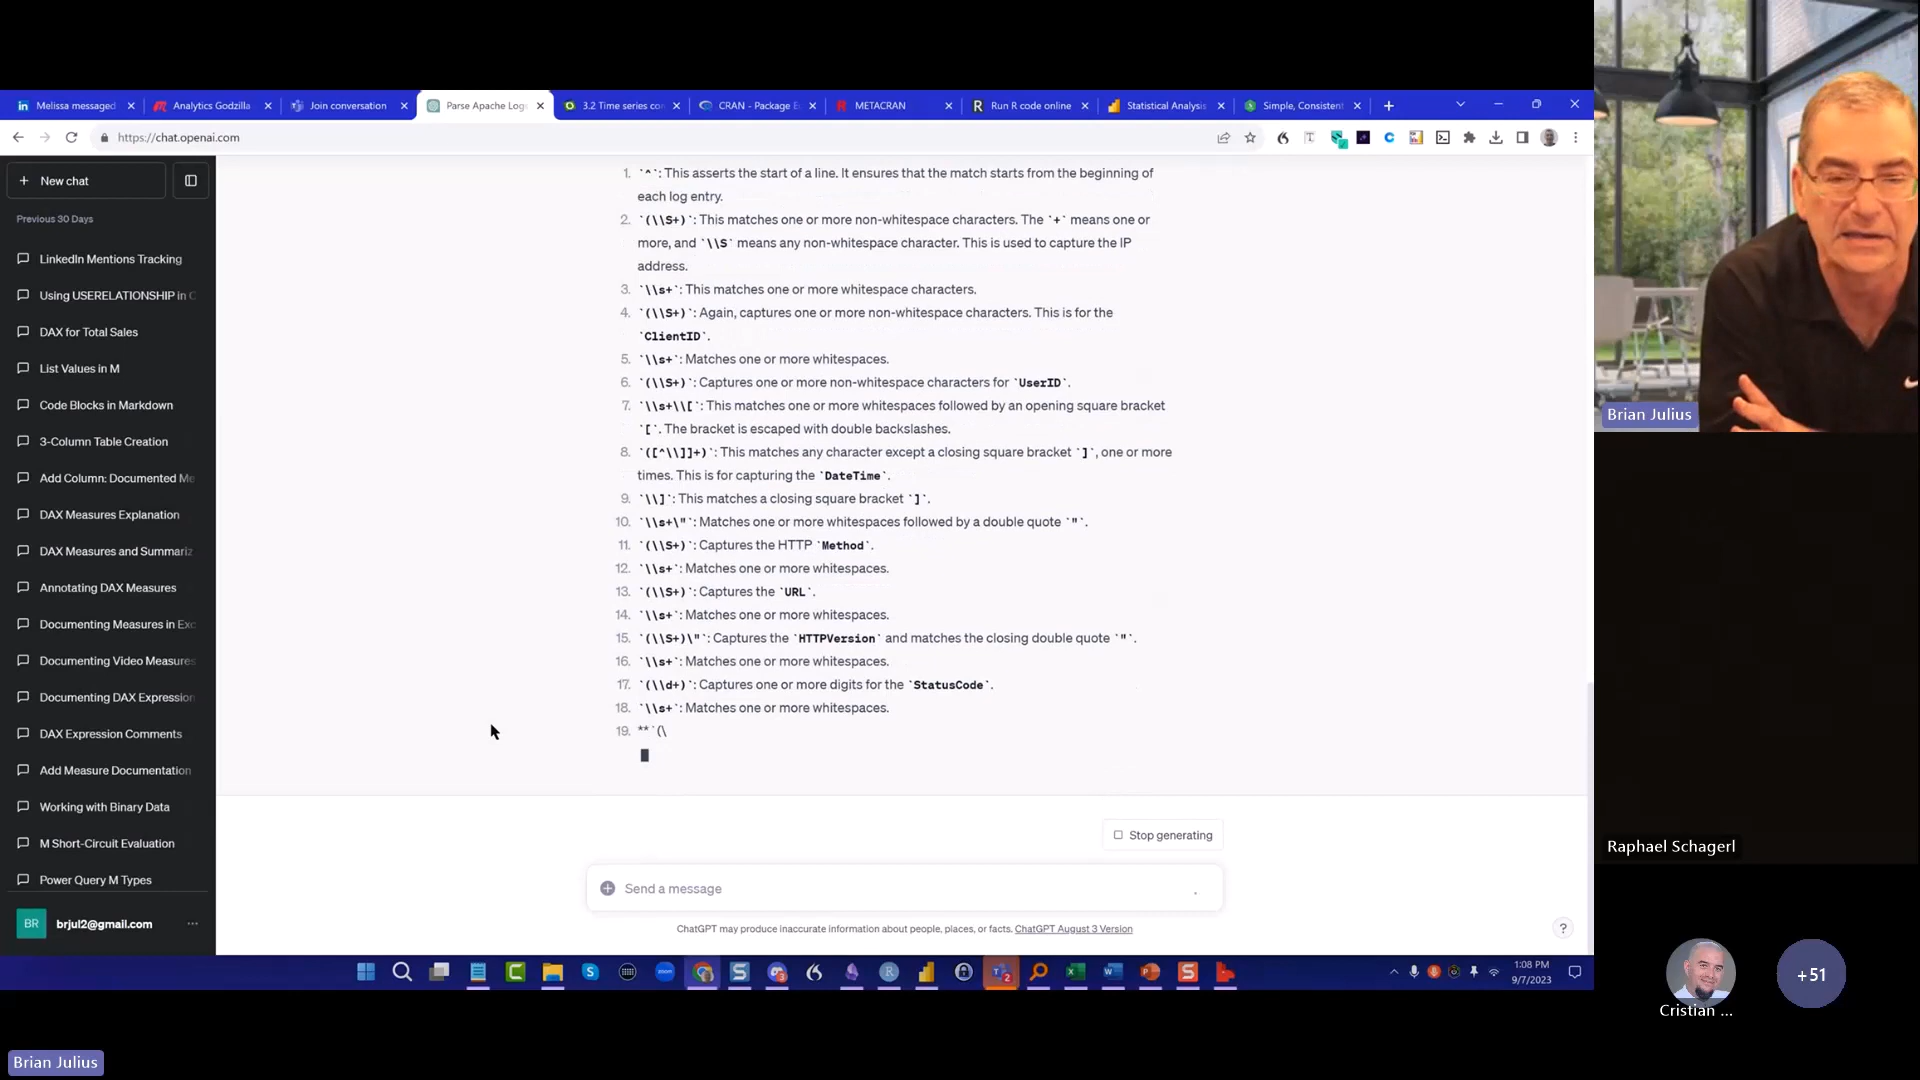 Melissa messaged
Analytics Godzilla
Join conversation
Parse Apache Log
3.2 Time series co
CRAN - Package E
METACRAN
Run R code online
Statistical Analysis
Simple, Consistent
https://chat.openai.com
New chat
Previous 30 Days
LinkedIn Mentions Tracking
Using USERELATIONSHIP in C
DAX for Total Sales
List Values in M
Code Blocks in Markdown
3-Column Table Creation
Add Column: Documented Me
DAX Measures Explanation
DAX Measures and Summariz
Annotating DAX Measures
Documenting Measures in Exc
Documenting Video Measures
Documenting DAX Expression
DAX Expression Comments
Add Measure Documentation
Working with Binary Data
M Short-Circuit Evaluation
Power Query M Types
BR brjul2@gmail.com ...
1. `^`: This asserts the start of a line. It ensures that the match starts from the beginning of
each log entry.
2. `(\\S+)`: This matches one or more non-whitespace characters. The `+` means one or
more, and `\\S` means any non-whitespace character. This is used to capture the IP
address.
3. `\\s+`: This matches one or more whitespace characters.
4. `(\\S+)`: Again, captures one or more non-whitespace characters. This is for the
`ClientID`.
5. `\\s+`: Matches one or more whitespaces.
6. `(\\S+)`: Captures one or more non-whitespace characters for `UserID`.
7. `\\s+\\[`: This matches one or more whitespaces followed by an opening square bracket
`[`. The bracket is escaped with double backslashes.
8. `([^\\]]+)`: This matches any character except a closing square bracket `]`, one or more
times. This is for capturing the `DateTime`.
9. `\\]`: This matches a closing square bracket `]`.
10. `\\s+\"`: Matches one or more whitespaces followed by a double quote `"`.
11. `(\\S+)`: Captures the HTTP `Method`.
12. `\\s+`: Matches one or more whitespaces.
13. `(\\S+)`: Captures the `URL`.
14. `\\s+`: Matches one or more whitespaces.
15. `(\\S+)\"`: Captures the `HTTPVersion` and matches the closing double quote `"`.
16. `\\s+`: Matches one or more whitespaces.
17. `(\\d+)`: Captures one or more digits for the `StatusCode`.
18. `\\s+`: Matches one or more whitespaces.
19. **`(\
Stop generating
Send a message
ChatGPT may produce inaccurate information about people, places, or facts. ChatGPT August 3 Version
?
1:08 PM
9/7/2023
Brian Julius
Raphael Schagerl
Cristian ...
+51
Brian Julius